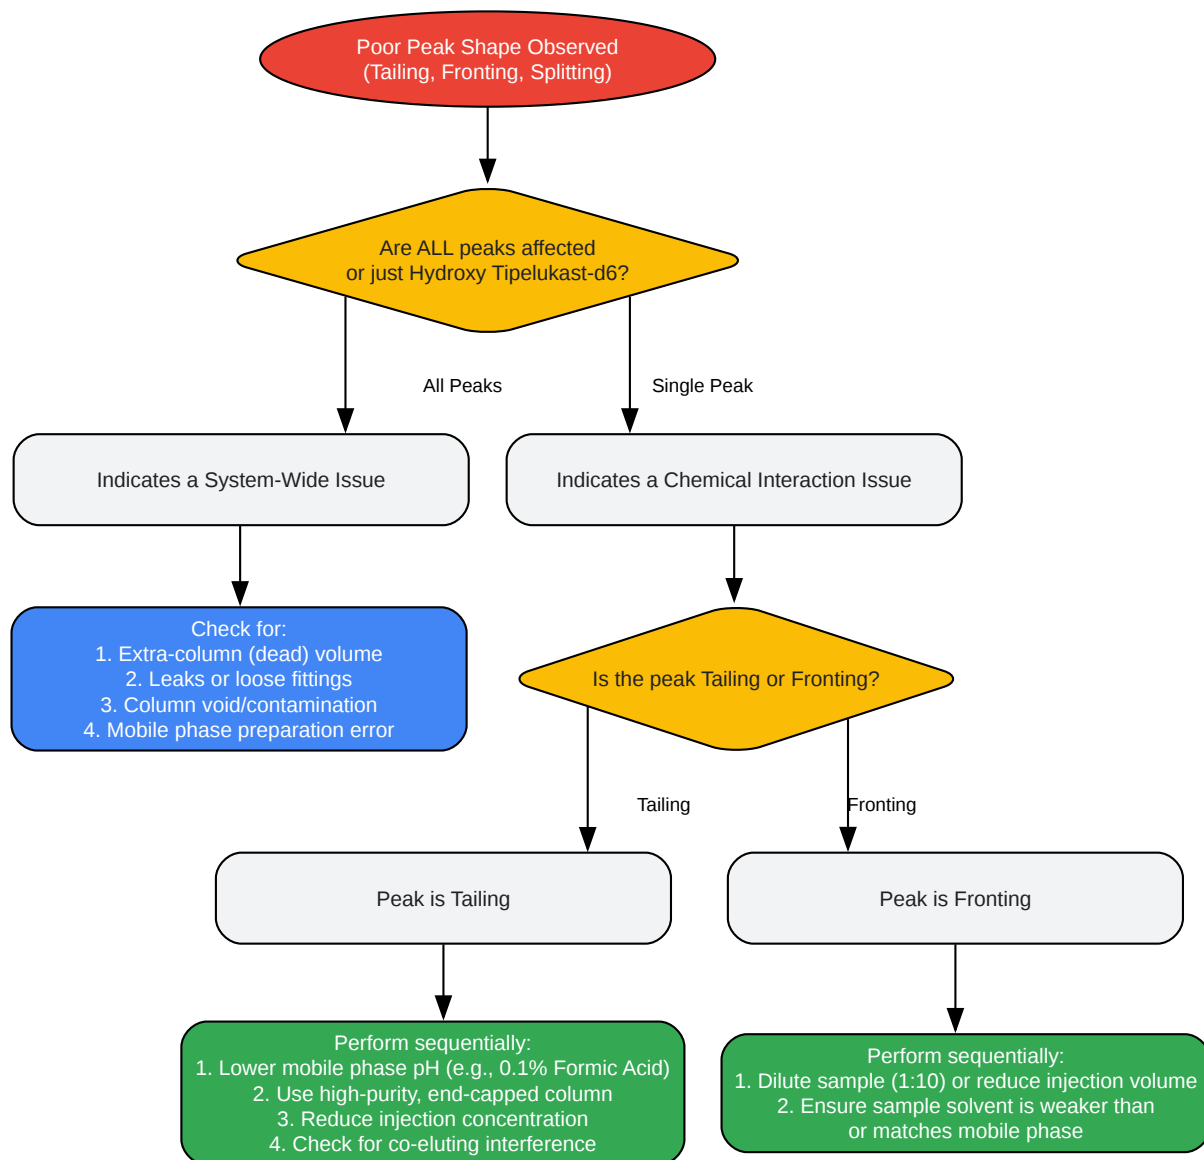 Poor Peak Shape Observed
(Tailing, Fronting, Splitting)
Are ALL peaks affected
or just Hydroxy Tipelukast-d6?
All Peaks
Single Peak
Indicates a System-Wide Issue
Indicates a Chemical Interaction Issue
Check for:
1. Extra-column (dead) volume
2. Leaks or loose fittings
3. Column void/contamination
4. Mobile phase preparation error
Is the peak Tailing or Fronting?
Tailing
Fronting
Peak is Tailing
Peak is Fronting
Perform sequentially:
1. Lower mobile phase pH (e.g., 0.1% Formic Acid)
2. Use high-purity, end-capped column
3. Reduce injection concentration
4. Check for co-eluting interference
Perform sequentially:
1. Dilute sample (1:10) or reduce injection volume
2. Ensure sample solvent is weaker than
or matches mobile phase